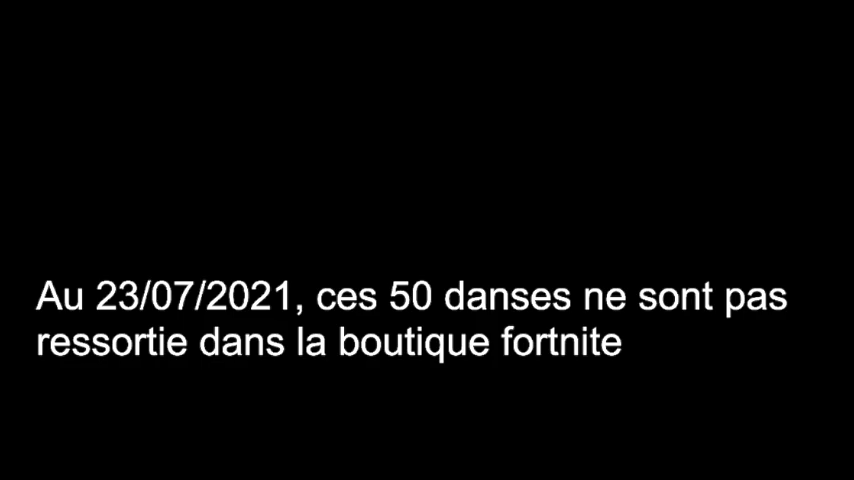 Au 23/07/2021, ces 50 danses ne sont pas
ressortie dans la boutique fortnite